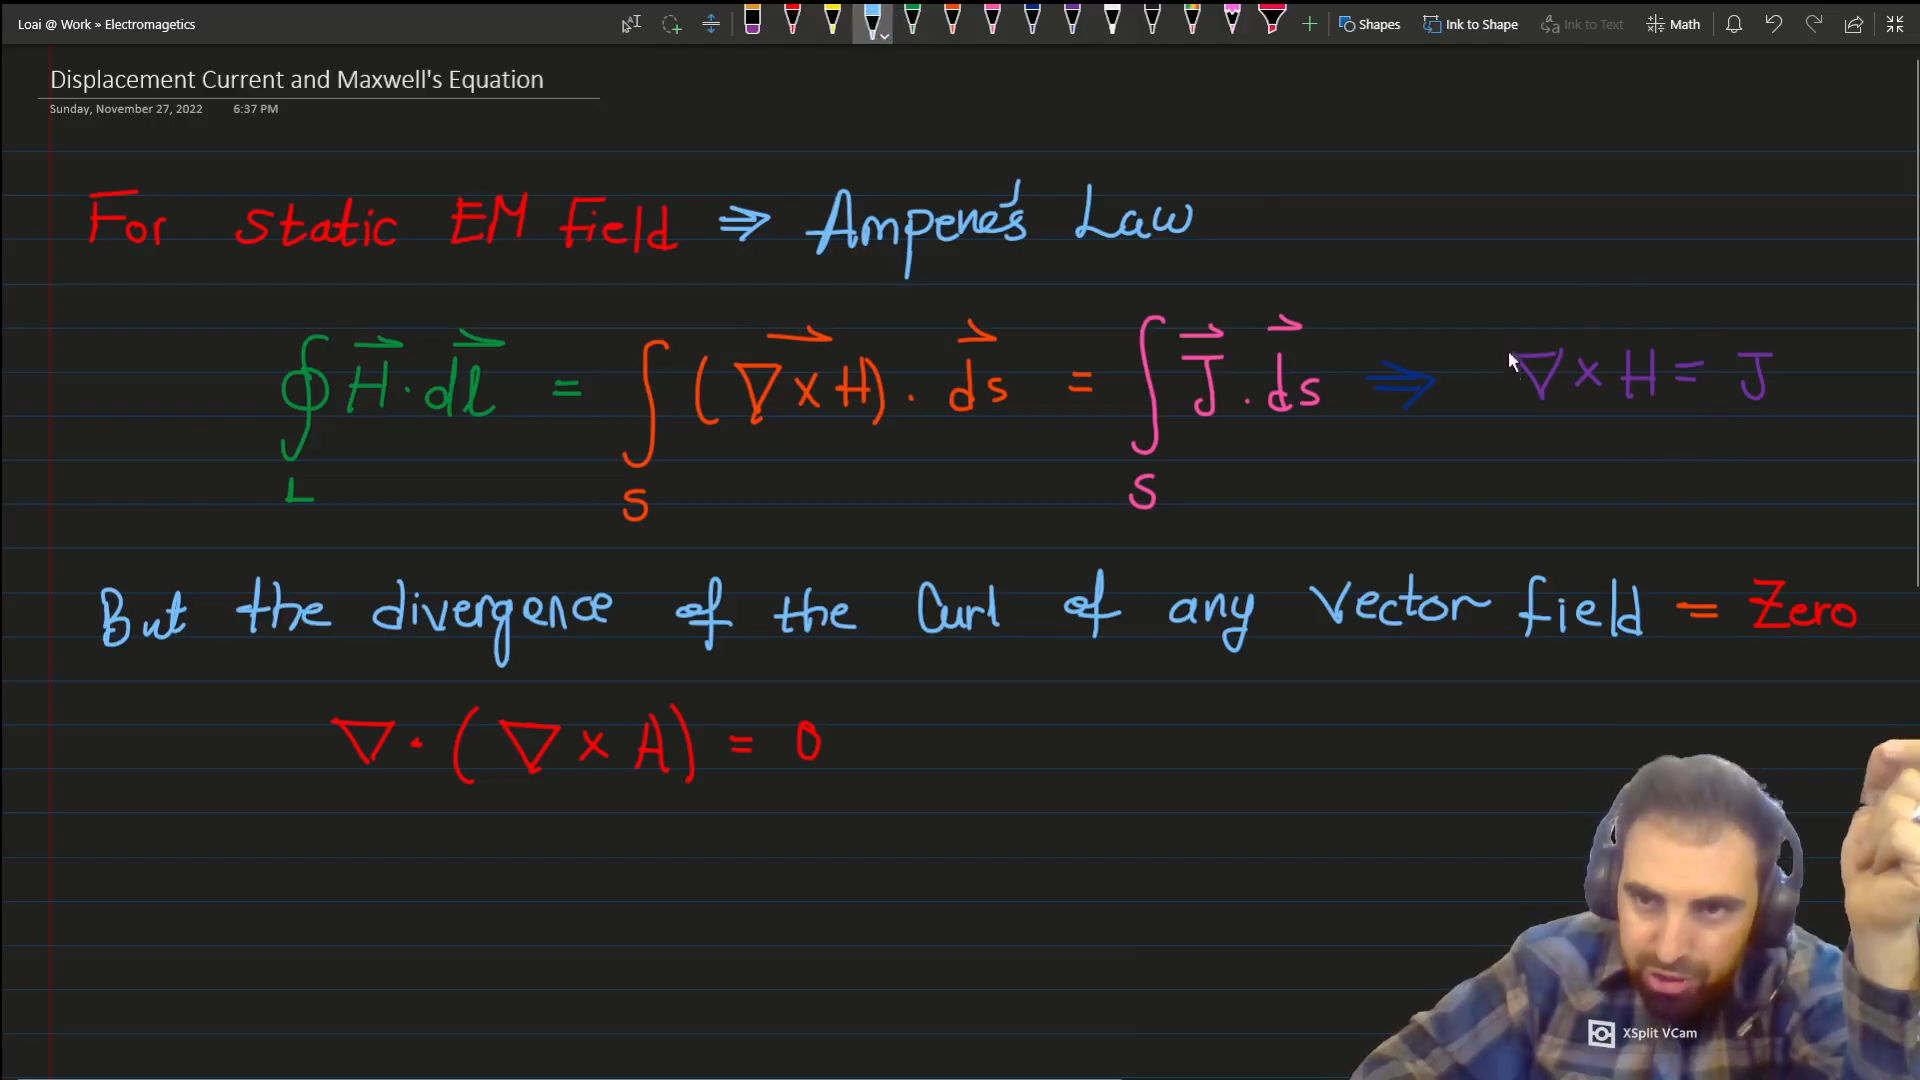 Loai @ Work » Electromagetics
Shapes Ink to Shape Ink to Text Math
Displacement Current and Maxwell's Equation
Sunday, November 27, 2022 6:37 PM
For static EM Field ⇒ Ampere's Law
∮ H⃗ · dl⃗ = ∫ (∇×H)⃗ · ds⃗ = ∫ J⃗ · ds⃗ ⇒ ∇×H = J
L S S
But the divergence of the Curl of any Vector field = Zero
∇ · (∇ × A) = 0
XSplit VCam